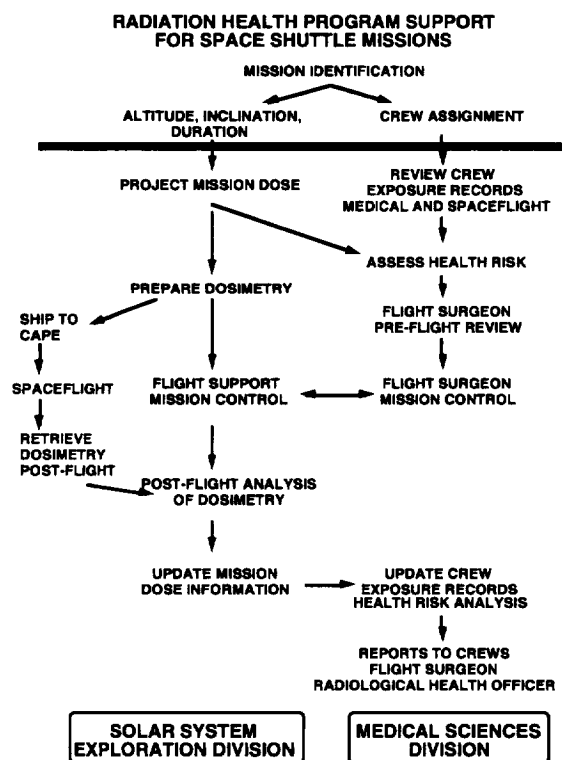 RADIATION HEALTH PROGRAM SUPPORT
FOR SPACE SHUTTLE MISSIONS
MISSION IDENTIFICATION
ALTITUDE, INCLINATION,
DURATION
CREW ASSIGNMENT
PROJECT MISSION DOSE
REVIEW CREW
EXPOSURE RECORDS
MEDICAL AND SPACEFLIGHT
ASSESS HEALTH RISK
PREPARE DOSIMETRY
SHIP TO
CAPE
FLIGHT SURGEON
PRE-FLIGHT REVIEW
SPACEFLIGHT
FLIGHT SUPPORT
MISSION CONTROL
FLIGHT SURGEON
MISSION CONTROL
RETRIEVE
DOSIMETRY
POST-FLIGHT
POST-FLIGHT ANALYSIS
OF DOSIMETRY
UPDATE MISSION
DOSE INFORMATION
UPDATE CREW
EXPOSURE RECORDS
HEALTH RISK ANALYSIS
REPORTS TO CREWS
FLIGHT SURGEON
RADIOLOGICAL HEALTH OFFICER
SOLAR SYSTEM
EXPLORATION DIVISION
MEDICAL SCIENCES
DIVISION